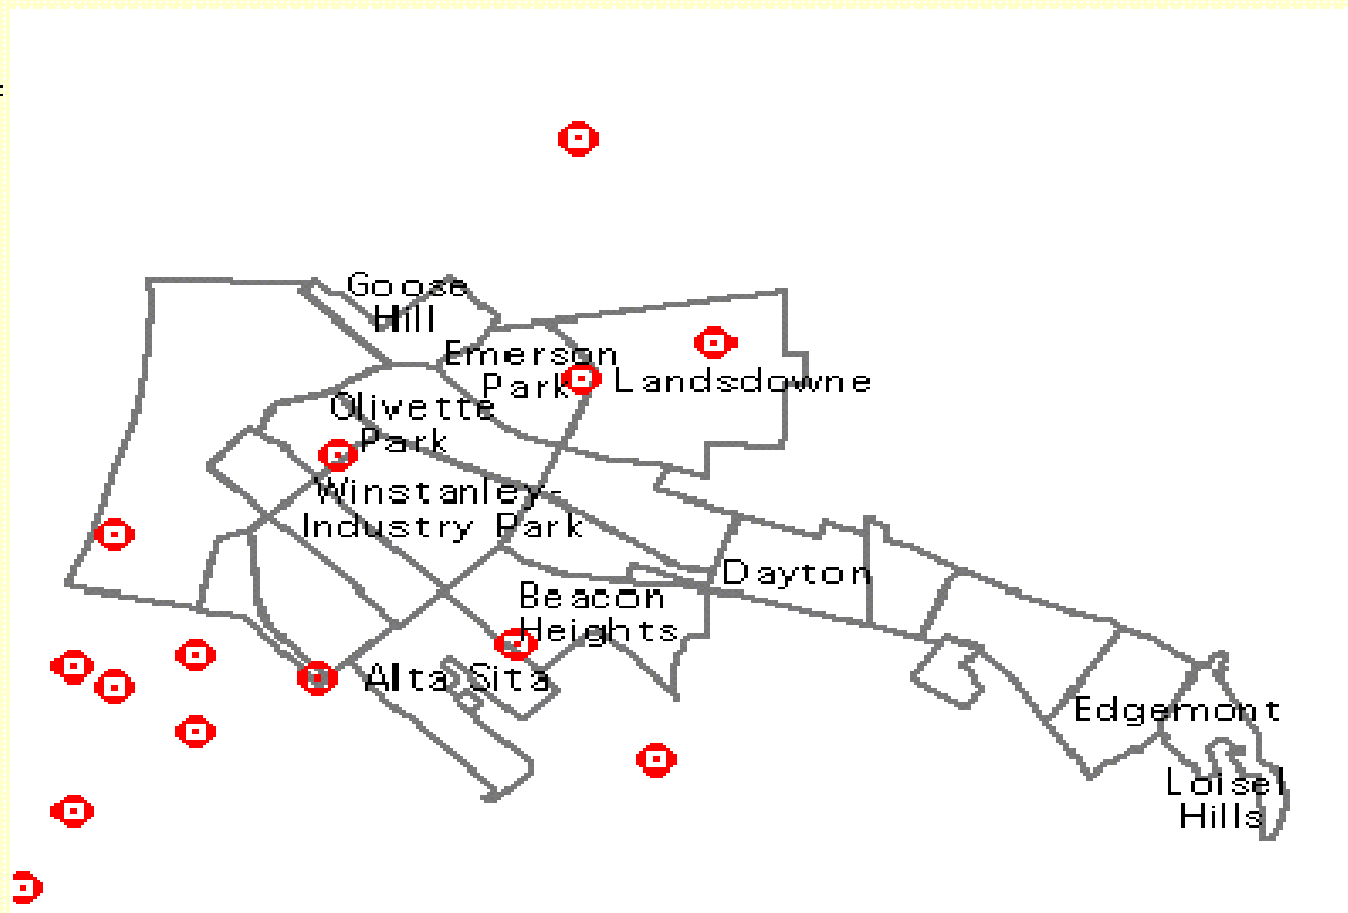 Goose
Hill
Emerson
Park
Landsdowne
Olivette
Park
Winstanley-
Industry Park
Dayton
Beacon
Heights
Alta Sita
Edgemont
Loisel
Hills